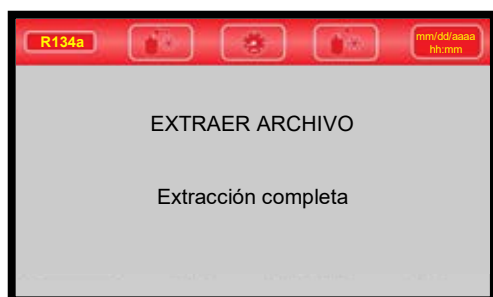 R134a
mm/dd/aaaa
hh:mm
EXTRAER ARCHIVO
Extracción completa